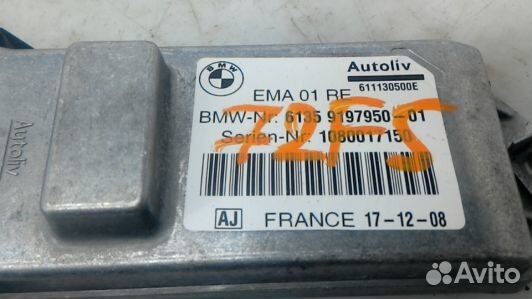 BMW
Autoliv
611130500E
EMA 01 RE
BMW-Nr: 6135 9197950-01
Serien-Nr. 1080017150
72F5
AJ FRANCE 17-12-08
Autoliv
Avito